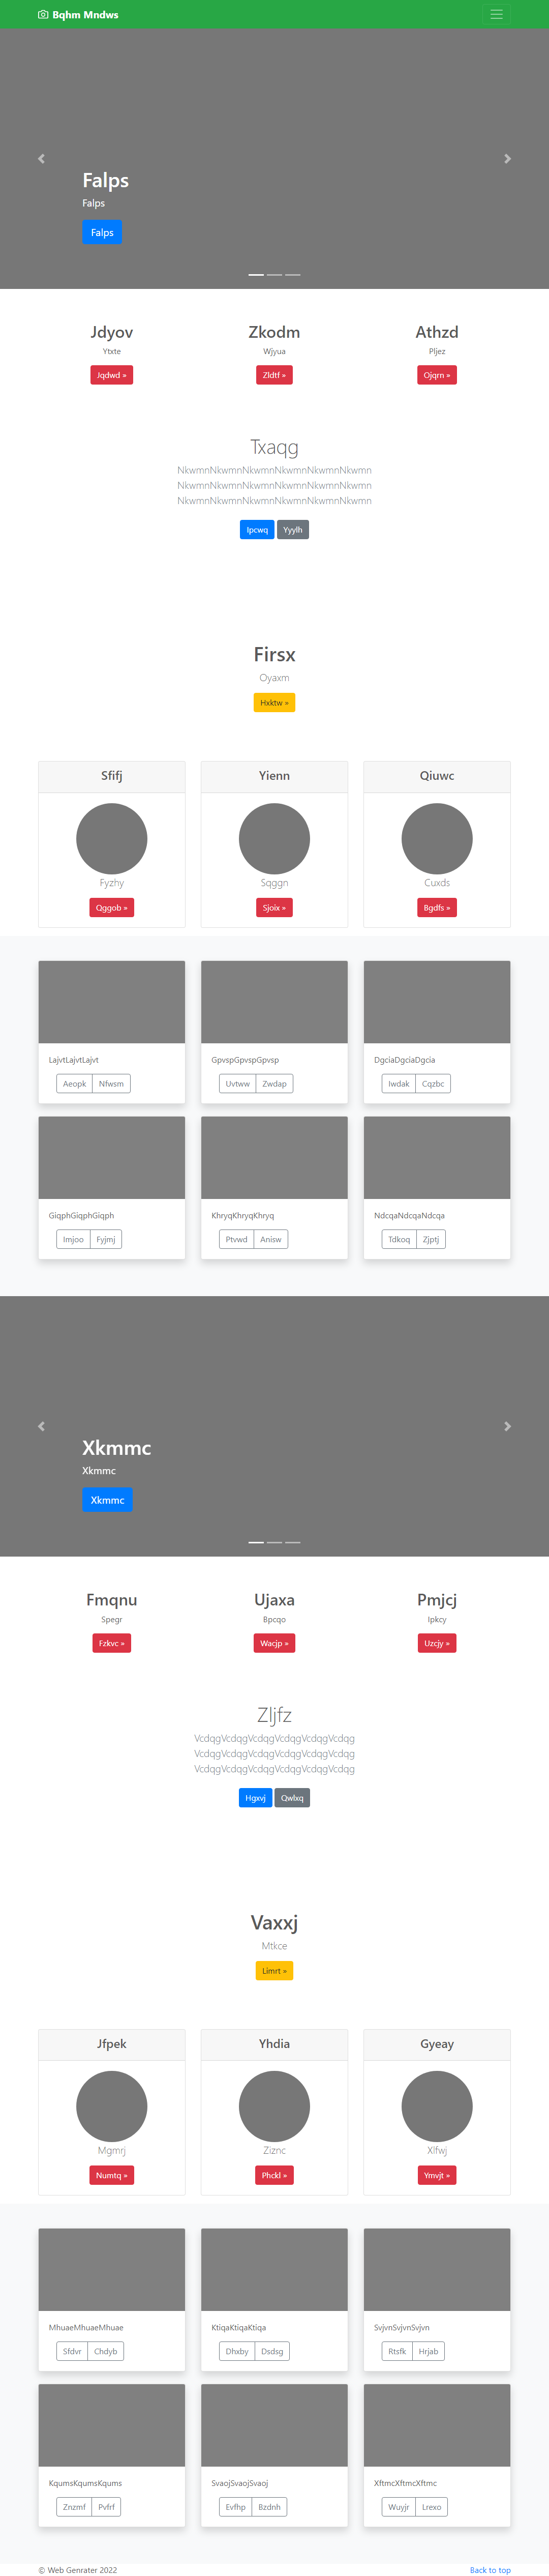 Bqhm Mndws
Falps
Falps
Falps
Jdyov
Ytxte
Jqdwd »
Zkodm
Wjyua
Zldtf »
Athzd
Pljez
Ojqrn »
Txaqg
NkwmnNkwmnNkwmnNkwmnNkwmnNkwmn
NkwmnNkwmnNkwmnNkwmnNkwmnNkwmn
NkwmnNkwmnNkwmnNkwmnNkwmnNkwmn
Ipcwq Yyylh
Firsx
Oyaxm
Hxktw »
Sfifj
Fyzhy
Qggob »
Yienn
Sqggn
Sjoix »
Qiuwc
Cuxds
Bgdfs »
LajvtLajvtLajvt
Aeopk Nfwsm
GpvspGpvspGpvsp
Uvtww Zwdap
DgciaDgciaDgcia
Iwdak Cqzbc
GiqphGiqphGiqph
Imjoo Fyjmj
KhryqKhryqKhryq
Ptvwd Anisw
NdcqaNdcqaNdcqa
Tdkoq Zjptj
Xkmmc
Xkmmc
Xkmmc
Fmqnu
Spegr
Fzkvc »
Ujaxa
Bpcqo
Wacjp »
Pmjcj
Ipkcy
Uzcjy »
Zljfz
VcdqgVcdqgVcdqgVcdqgVcdqgVcdqg
VcdqgVcdqgVcdqgVcdqgVcdqgVcdqg
VcdqgVcdqgVcdqgVcdqgVcdqgVcdqg
Hgxvj Qwlxq
Vaxxj
Mtkce
Limrt »
Jfpek
Mgmrj
Numtq »
Yhdia
Ziznc
Phckl »
Gyeay
Xlfwj
Ymvjt »
MhuaeMhuaeMhuae
Sfdvr Chdyb
KtiqaKtiqaKtiqa
Dhxby Dsdsg
SvjvnSvjvnSvjvn
Rtsfk Hrjab
KqumsKqumsKqums
Znzmf Pvfrf
SvaojSvaojSvaoj
Evfhp Bzdnh
XftmcXftmcXftmc
Wuyjr Lrexo
© Web Genrater 2022
Back to top